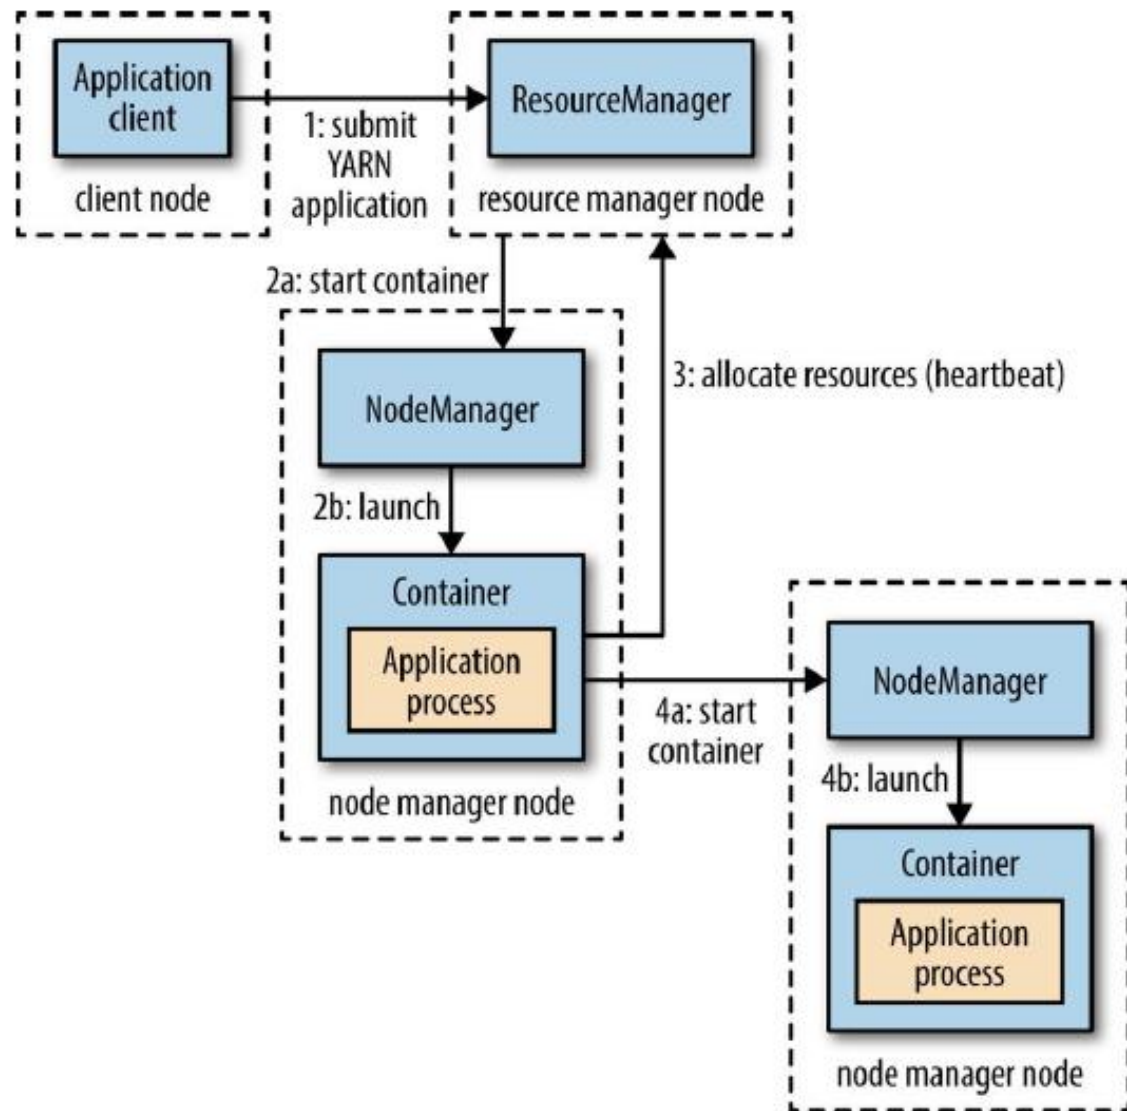 Application
client
client node
1: submit
YARN
application
ResourceManager
resource manager node
2a: start container
NodeManager
2b: launch
Container
Application
process
node manager node
3: allocate resources (heartbeat)
4a: start
container
NodeManager
4b: launch
Container
Application
process
node manager node